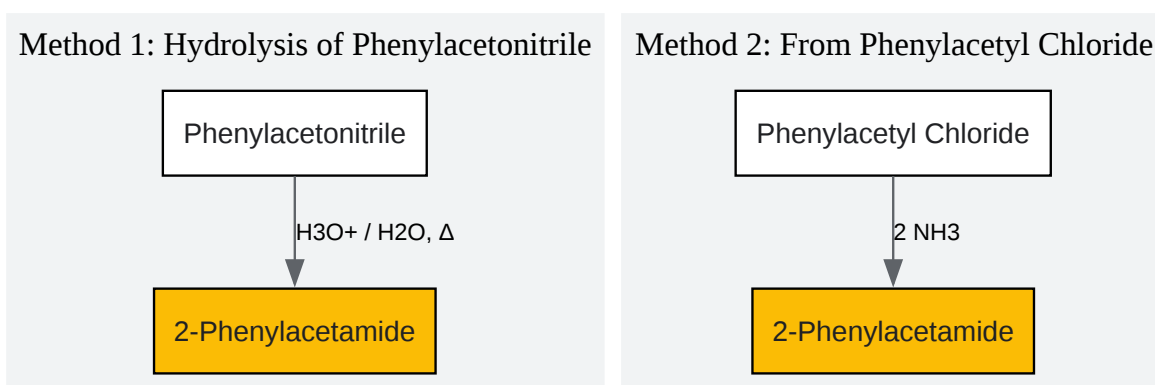 Method 1: Hydrolysis of Phenylacetonitrile
Phenylacetonitrile
H3O+ / H2O, Δ
2-Phenylacetamide
Method 2: From Phenylacetyl Chloride
Phenylacetyl Chloride
2 NH3
2-Phenylacetamide